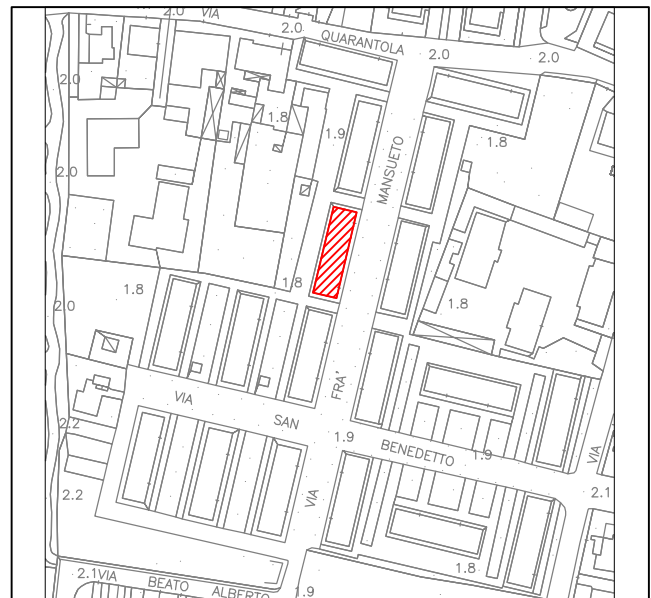 2.0
VIA
2.0
QUARANTOLA
2.0
2.0
2.0
1.8
1.9
1.8
MANSUETO
2.0
1.8
1.8
1.8
2.0
FRA'
VIA
SAN
1.9
BENEDETTO
1.9
2.2
VIA
2.2
VIA
2.1
1.8
2.1
VIA
BEATO
ALBERTO
1.9